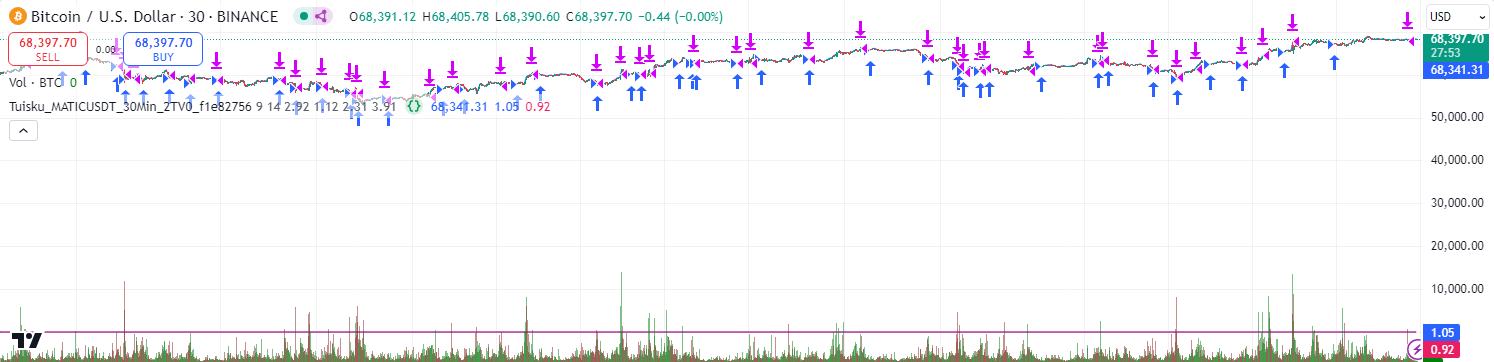 Bitcoin / U.S. Dollar · 30 · BINANCE O68,391.12 H68,405.78 L68,390.60 C68,397.70 −0.44 (−0.00%) USD
68,397.70 0.00 68,397.70
SELL BUY
68,397.70
27:53
68,341.31
Vol · BTC 0
Tuisku_MATICUSDT_30Min_ZTV0_f1e82756 9 14 2.92 1.12 2.31 3.91 {} 68,341.31 1.05 0.92
50,000.00
40,000.00
30,000.00
20,000.00
10,000.00
1.05
0.92